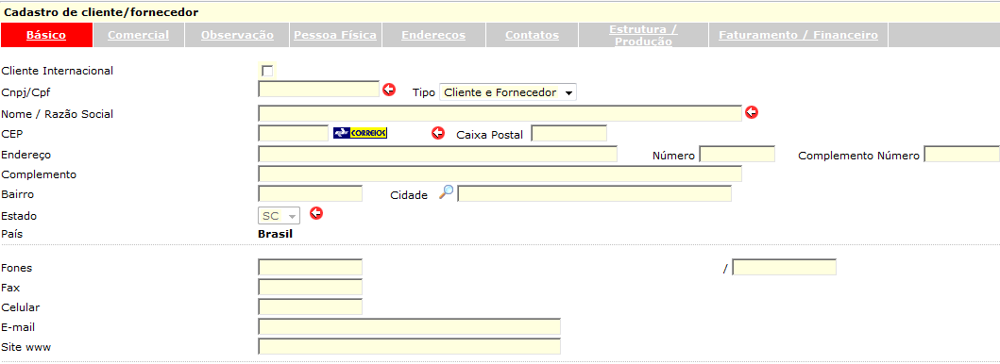 Cadastro de cliente/fornecedor
Básico Comercial Observação Pessoa Física Enderecos Contatos Estrutura / Produção Faturamento / Financeiro
Cliente Internacional
Cnpj/Cpf Tipo Cliente e Fornecedor
Nome / Razão Social
CEP CORREIOS Caixa Postal
Endereço Número Complemento Número
Complemento
Bairro Cidade
Estado SC
País Brasil
Fones /
Fax
Celular
E-mail
Site www